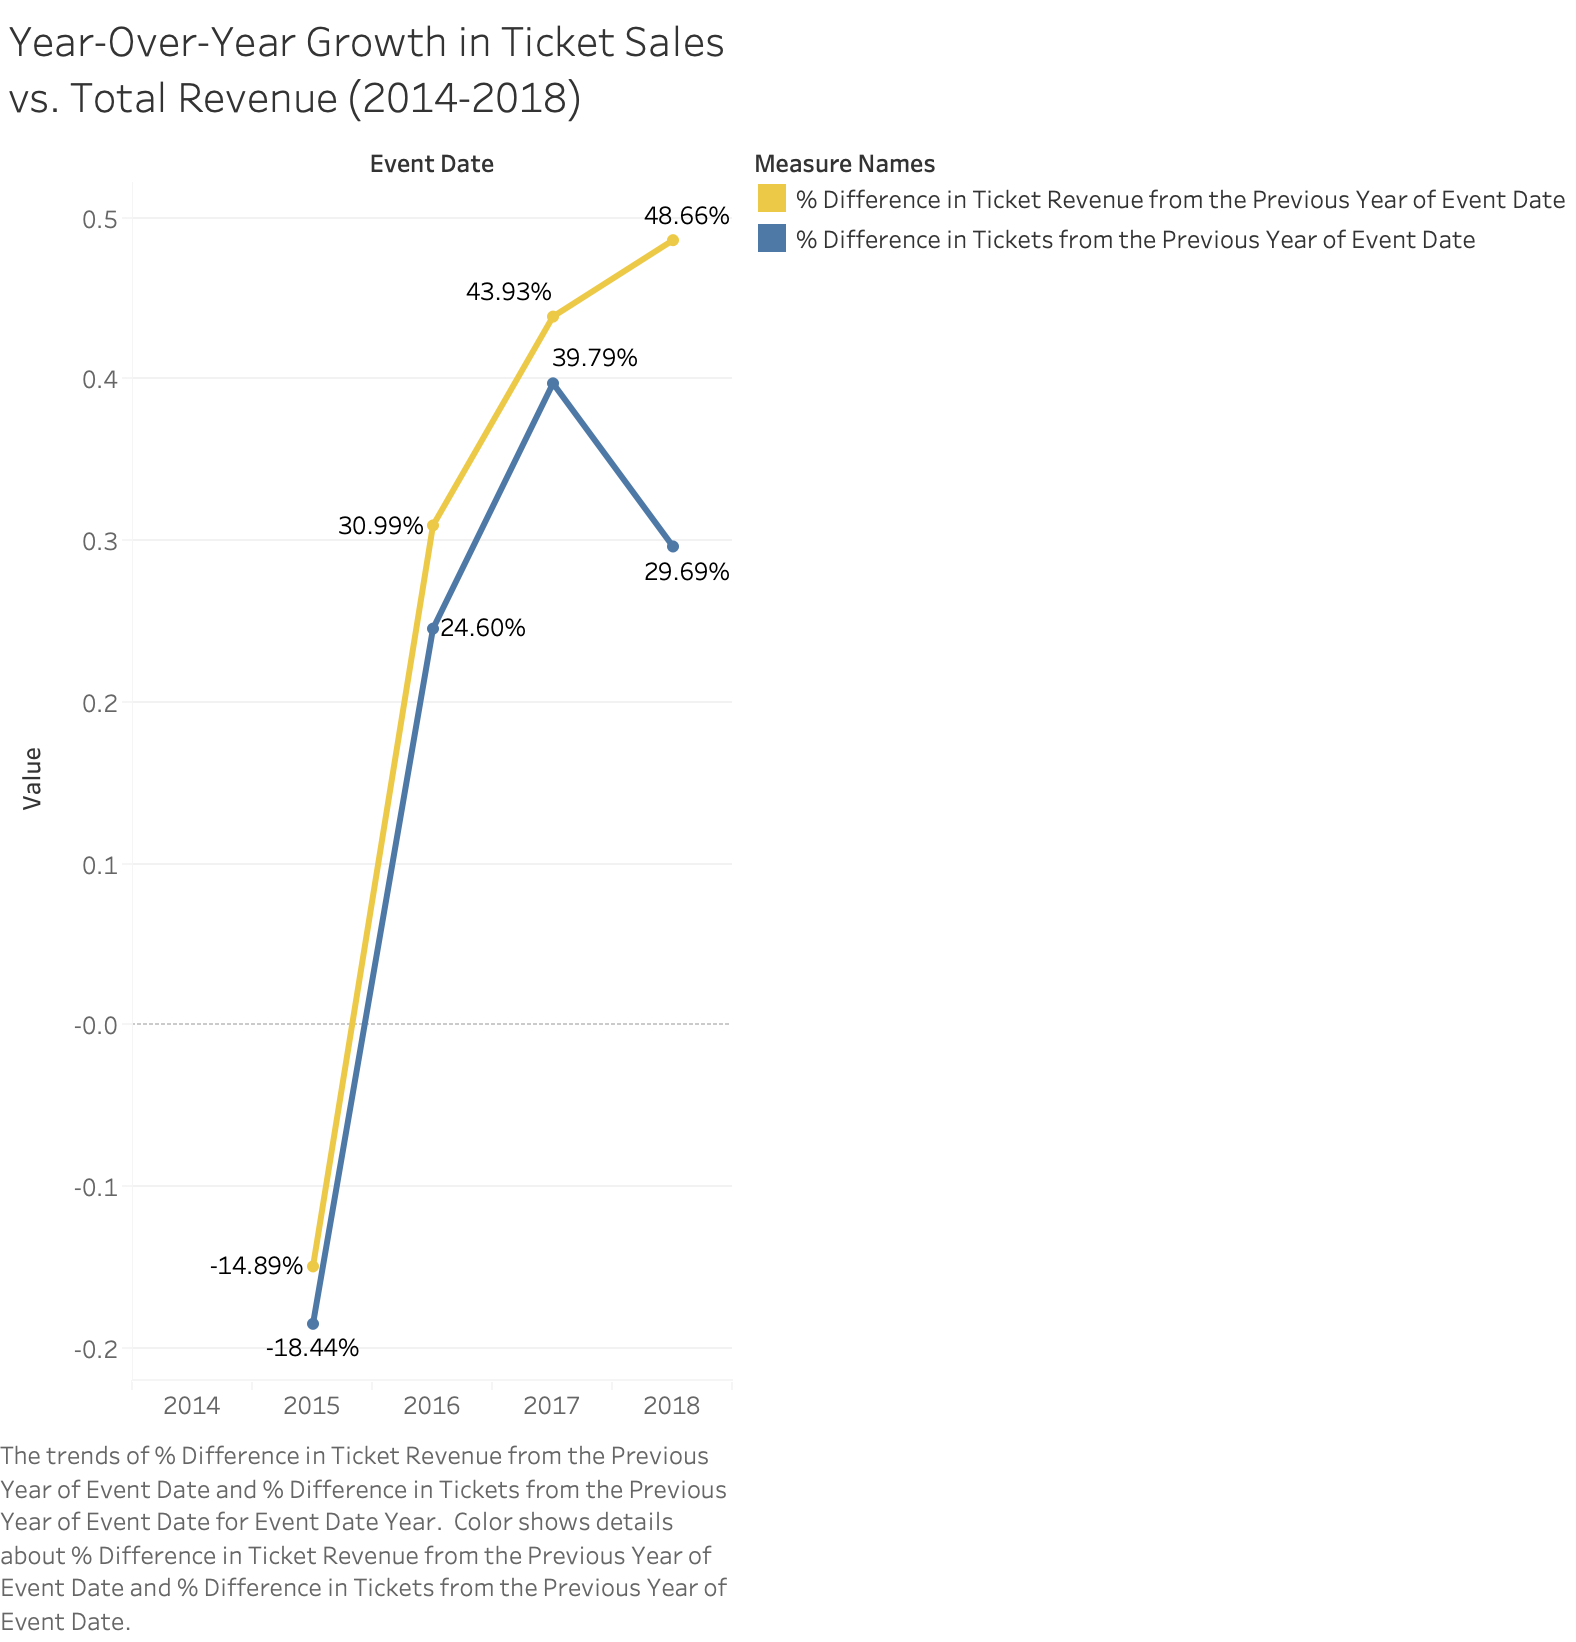 Year-Over-Year Growth in Ticket Sales
vs. Total Revenue (2014-2018)
Event Date
Measure Names
% Difference in Ticket Revenue from the Previous Year of Event Date
% Difference in Tickets from the Previous Year of Event Date
0.5
48.66%
43.93%
39.79%
0.4
30.99%
0.3
29.69%
24.60%
0.2
Value
0.1
-0.0
-0.1
-14.89%
-0.2
-18.44%
2014 2015 2016 2017 2018
The trends of % Difference in Ticket Revenue from the Previous
Year of Event Date and % Difference in Tickets from the Previous
Year of Event Date for Event Date Year.  Color shows details
about % Difference in Ticket Revenue from the Previous Year of
Event Date and % Difference in Tickets from the Previous Year of
Event Date.